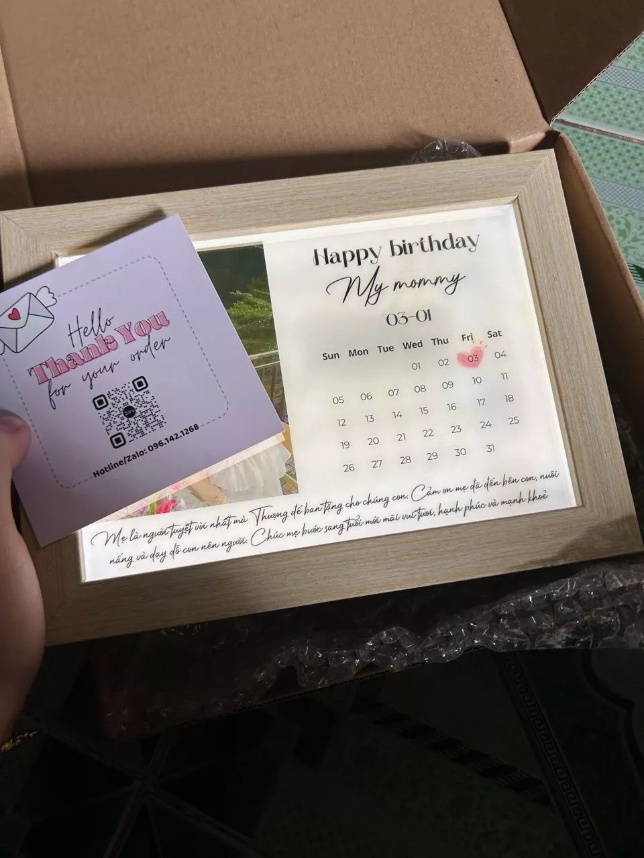 Hello
Thank You
for your order
Hotline/Zalo: 096.142.1268
Happy birthday
My mommy
03-01
Sun Mon Tue Wed Thu Fri Sat
01 02 03 04
05 06 07 08 09 10 11
12 13 14 15 16 17 18
19 20 21 22 23 24 25
26 27 28 29 30 31
Mẹ là người tuyệt vời nhất mà Thượng đế ban tặng cho chúng con. Cảm ơn mẹ đã đến bên con, nuôi
nấng và dạy dỗ con nên người. Chúc mẹ bước sang tuổi mới mãi vui tươi, hạnh phúc và mạnh khoẻ